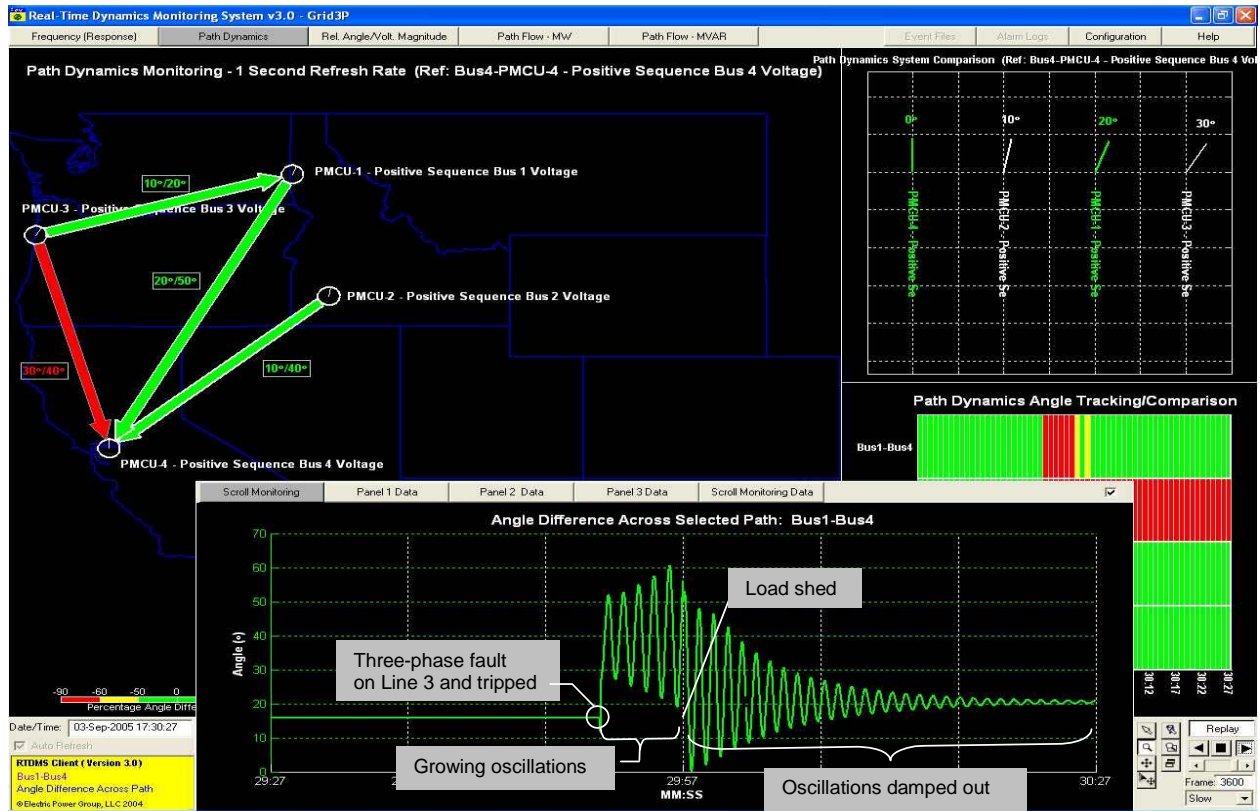 Real-Time Dynamics Monitoring System v3.0 - Grid3P
Frequency (Response)
Path Dynamics
Rel. Angle/Volt. Magnitude
Path Flow - MW
Path Flow - MVAR
Event Files
Alarm Logs
Configuration
Help
Path Dynamics Monitoring - 1 Second Refresh Rate (Ref: Bus4-PMCU-4 - Positive Sequence Bus 4 Voltage)
PMCU-1 - Positive Sequence Bus 1 Voltage
10º/20º
PMCU-3 - Positive Sequence Bus 3 Voltage
20º/50º
PMCU-2 - Positive Sequence Bus 2 Voltage
30º/40º
10º/40º
PMCU-4 - Positive Sequence Bus 4 Voltage
Path Dynamics System Comparison (Ref: Bus4-PMCU-4 - Positive Sequence Bus 4 Vol
0º
10º
20º
30º
PMCU-4 - Positive Se
PMCU-2 - Positive Se
PMCU-1 - Positive Se
PMCU-3 - Positive Se
Path Dynamics Angle Tracking/Comparison
Bus1-Bus4
30:12
30:17
30:22
30:27
Scroll Monitoring
Panel 1 Data
Panel 2 Data
Panel 3 Data
Scroll Monitoring Data
Angle Difference Across Selected Path: Bus1-Bus4
Angle (º)
70
60
50
40
30
20
10
0
Load shed
Three-phase fault
on Line 3 and tripped
Growing oscillations
Oscillations damped out
29:27
29:57
30:27
MM:SS
-90
-60
-50
0
Percentage Angle Diffe
Date/Time:
03-Sep-2005 17:30:27
Auto Refresh
RTDMS Client (Version 3.0)
Bus1-Bus4
Angle Difference Across Path
© Electric Power Group, LLC 2004
Replay
Frame: 3600
Slow